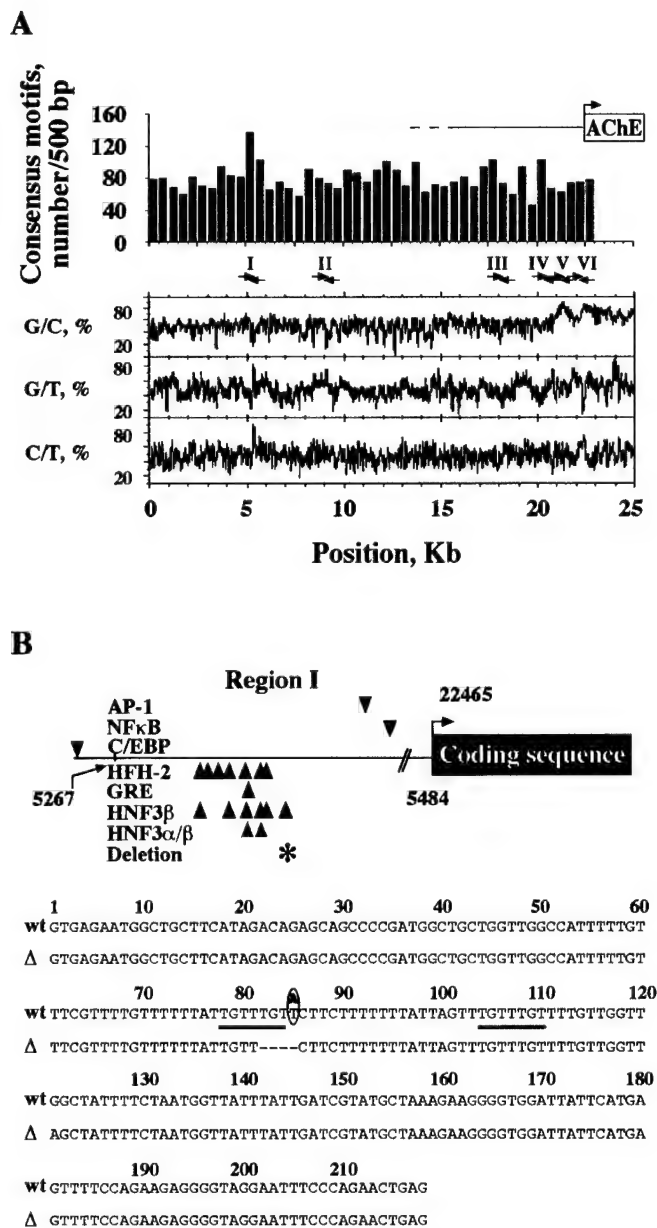 A
Consensus motifs,
number/500 bp
160
120
80
40
0
AChE
I II III IV V VI
G/C, %
80
20
G/T, %
80
20
C/T, %
80
20
0 5 10 15 20 25
Position, Kb
B
Region I
AP-1
NFκB
C/EBP
HFH-2
GRE
HNF3β
HNF3α/β
Deletion
5267
5484
22465
Coding sequence
*
1 10 20 30 40 50 60
wt GTGAGAATGGCTGCTTCATAGACAGAGCAGCCCCGATGGCTGCTGGTTGGCCATTTTTGT
Δ GTGAGAATGGCTGCTTCATAGACAGAGCAGCCCCGATGGCTGCTGGTTGGCCATTTTTGT
70 80 90 100 110 120
wt TTCGTTTTGTTTTTTATTGTTTGTTCTTCTTTTTTTATTAGTTTGTTTGTTTTGTTGGTT
A
Δ TTCGTTTTGTTTTTTATTGTT----CTTCTTTTTTTATTAGTTTGTTTGTTTTGTTGGTT
130 140 150 160 170 180
wt GGCTATTTTCTAATGGTTATTTATTGATCGTATGCTAAAGAAGGGGTGGATTATTCATGA
Δ AGCTATTTTCTAATGGTTATTTATTGATCGTATGCTAAAGAAGGGGTGGATTATTCATGA
190 200 210
wt GTTTTCCAGAAGAGGGGTAGGAATTTCCCAGAACTGAG
Δ GTTTTCCAGAAGAGGGGTAGGAATTTCCCAGAACTGAG